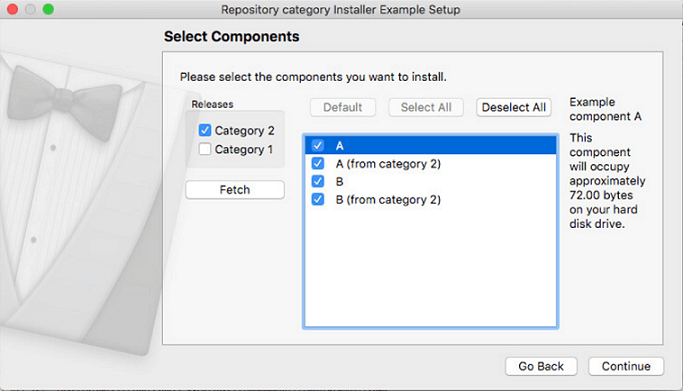 Repository category Installer Example Setup
Select Components
Please select the components you want to install.
Releases
Category 2
Category 1
Fetch
Default
Select All
Deselect All
A
A (from category 2)
B
B (from category 2)
Example
component A
This
component
will occupy
approximately
72.00 bytes
on your hard
disk drive.
Go Back
Continue